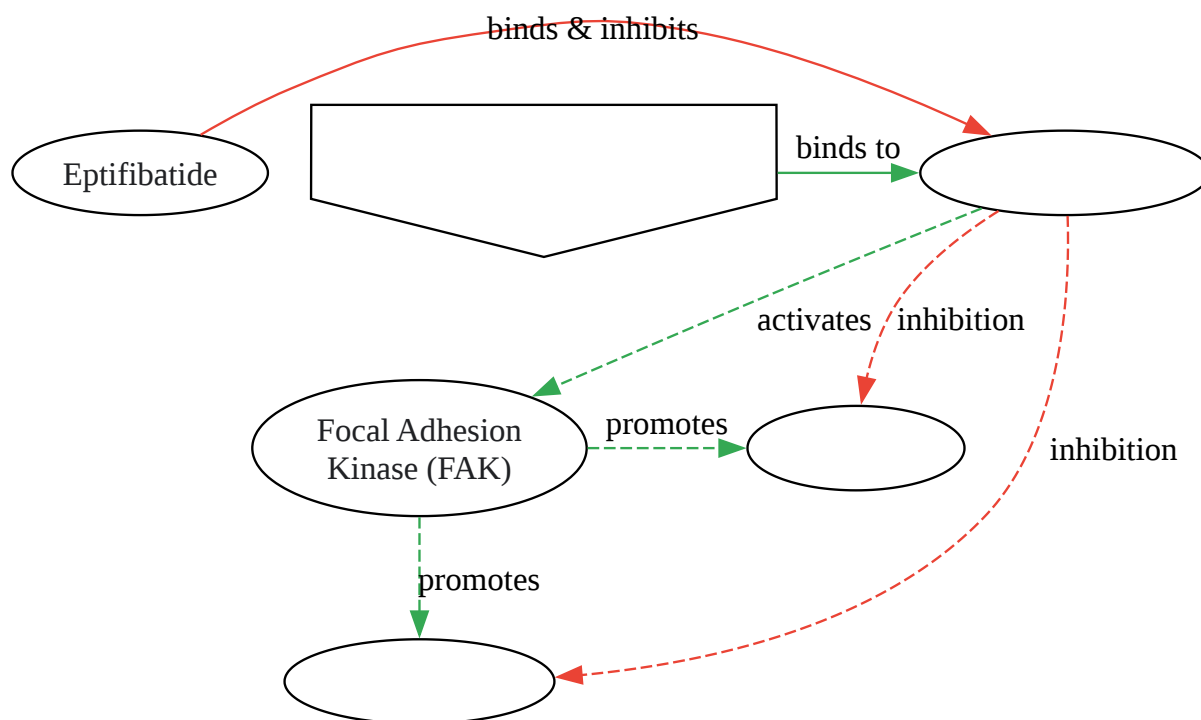 binds & inhibits
Eptifibatide
binds to
activates
inhibition
Focal Adhesion
Kinase (FAK)
promotes
inhibition
promotes